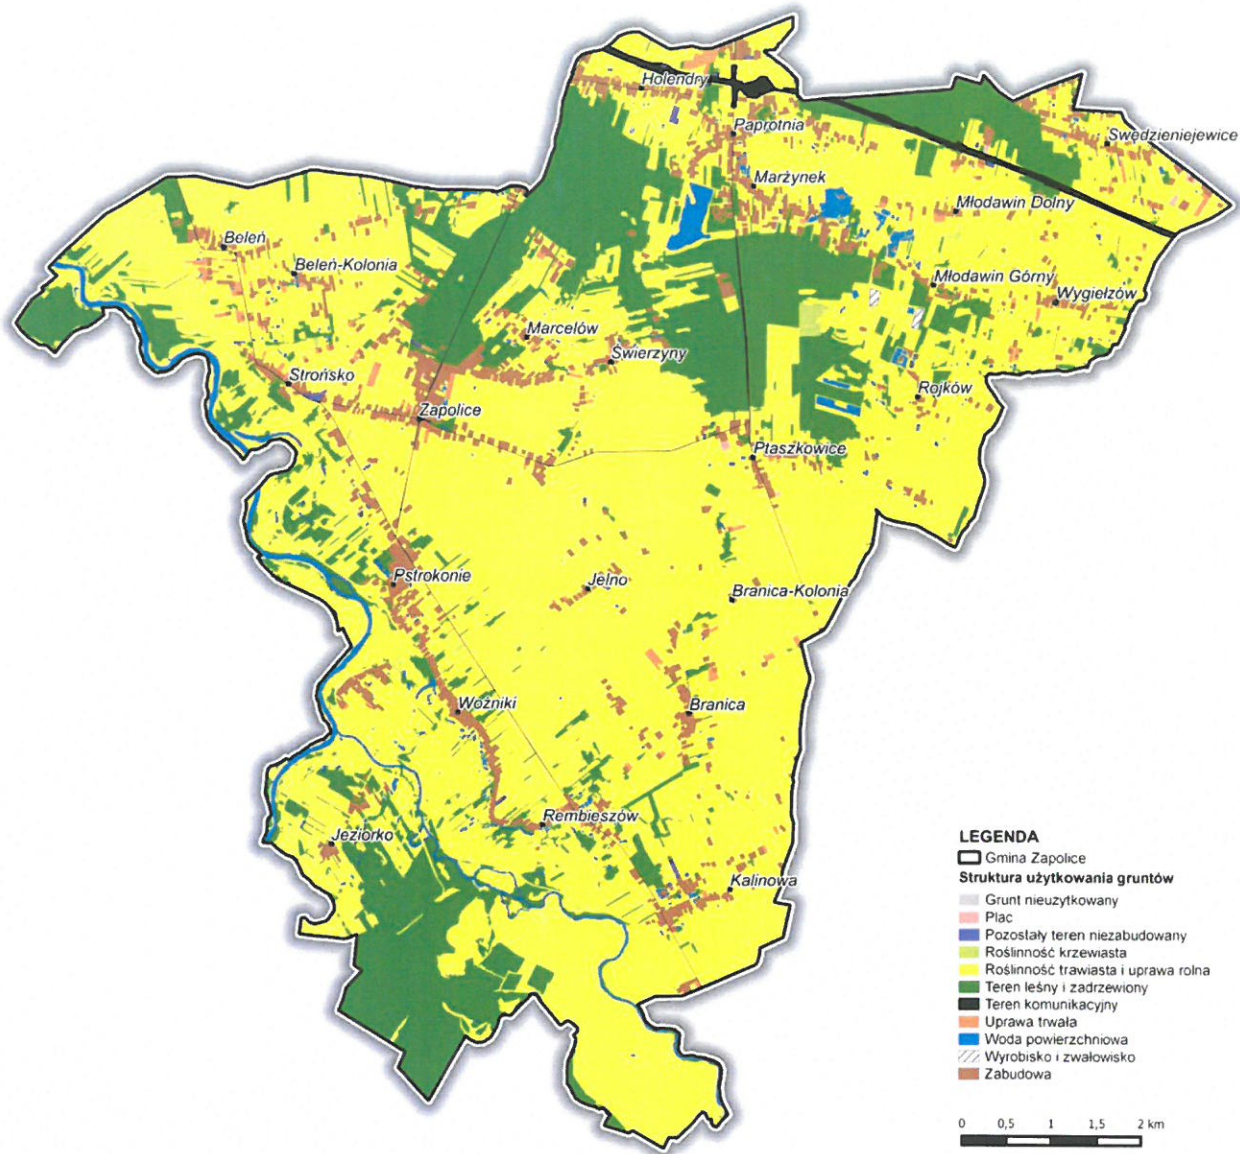 Holendry
Paprotnia
Swędzieniejewice
Marżynek
Młodawin Dolny
Beleń
Beleń-Kolonia
Młodawin Górny
Wygiełzów
Marcelów
Świerzyny
Strońsko
Rojków
Zapolice
Ptaszkowice
Pstrokonie
Jelno
Branica-Kolonia
Woźniki
Branica
Rembieszów
Jeziorko
Kalinowa
LEGENDA
Gmina Zapolice
Struktura użytkowania gruntów
Grunt nieużytkowany
Plac
Pozostały teren niezabudowany
Roślinność krzewiasta
Roślinność trawiasta i uprawa rolna
Teren leśny i zadrzewiony
Teren komunikacyjny
Uprawa trwała
Woda powierzchniowa
Wyrobisko i zwałowisko
Zabudowa
0 0,5 1 1,5 2 km